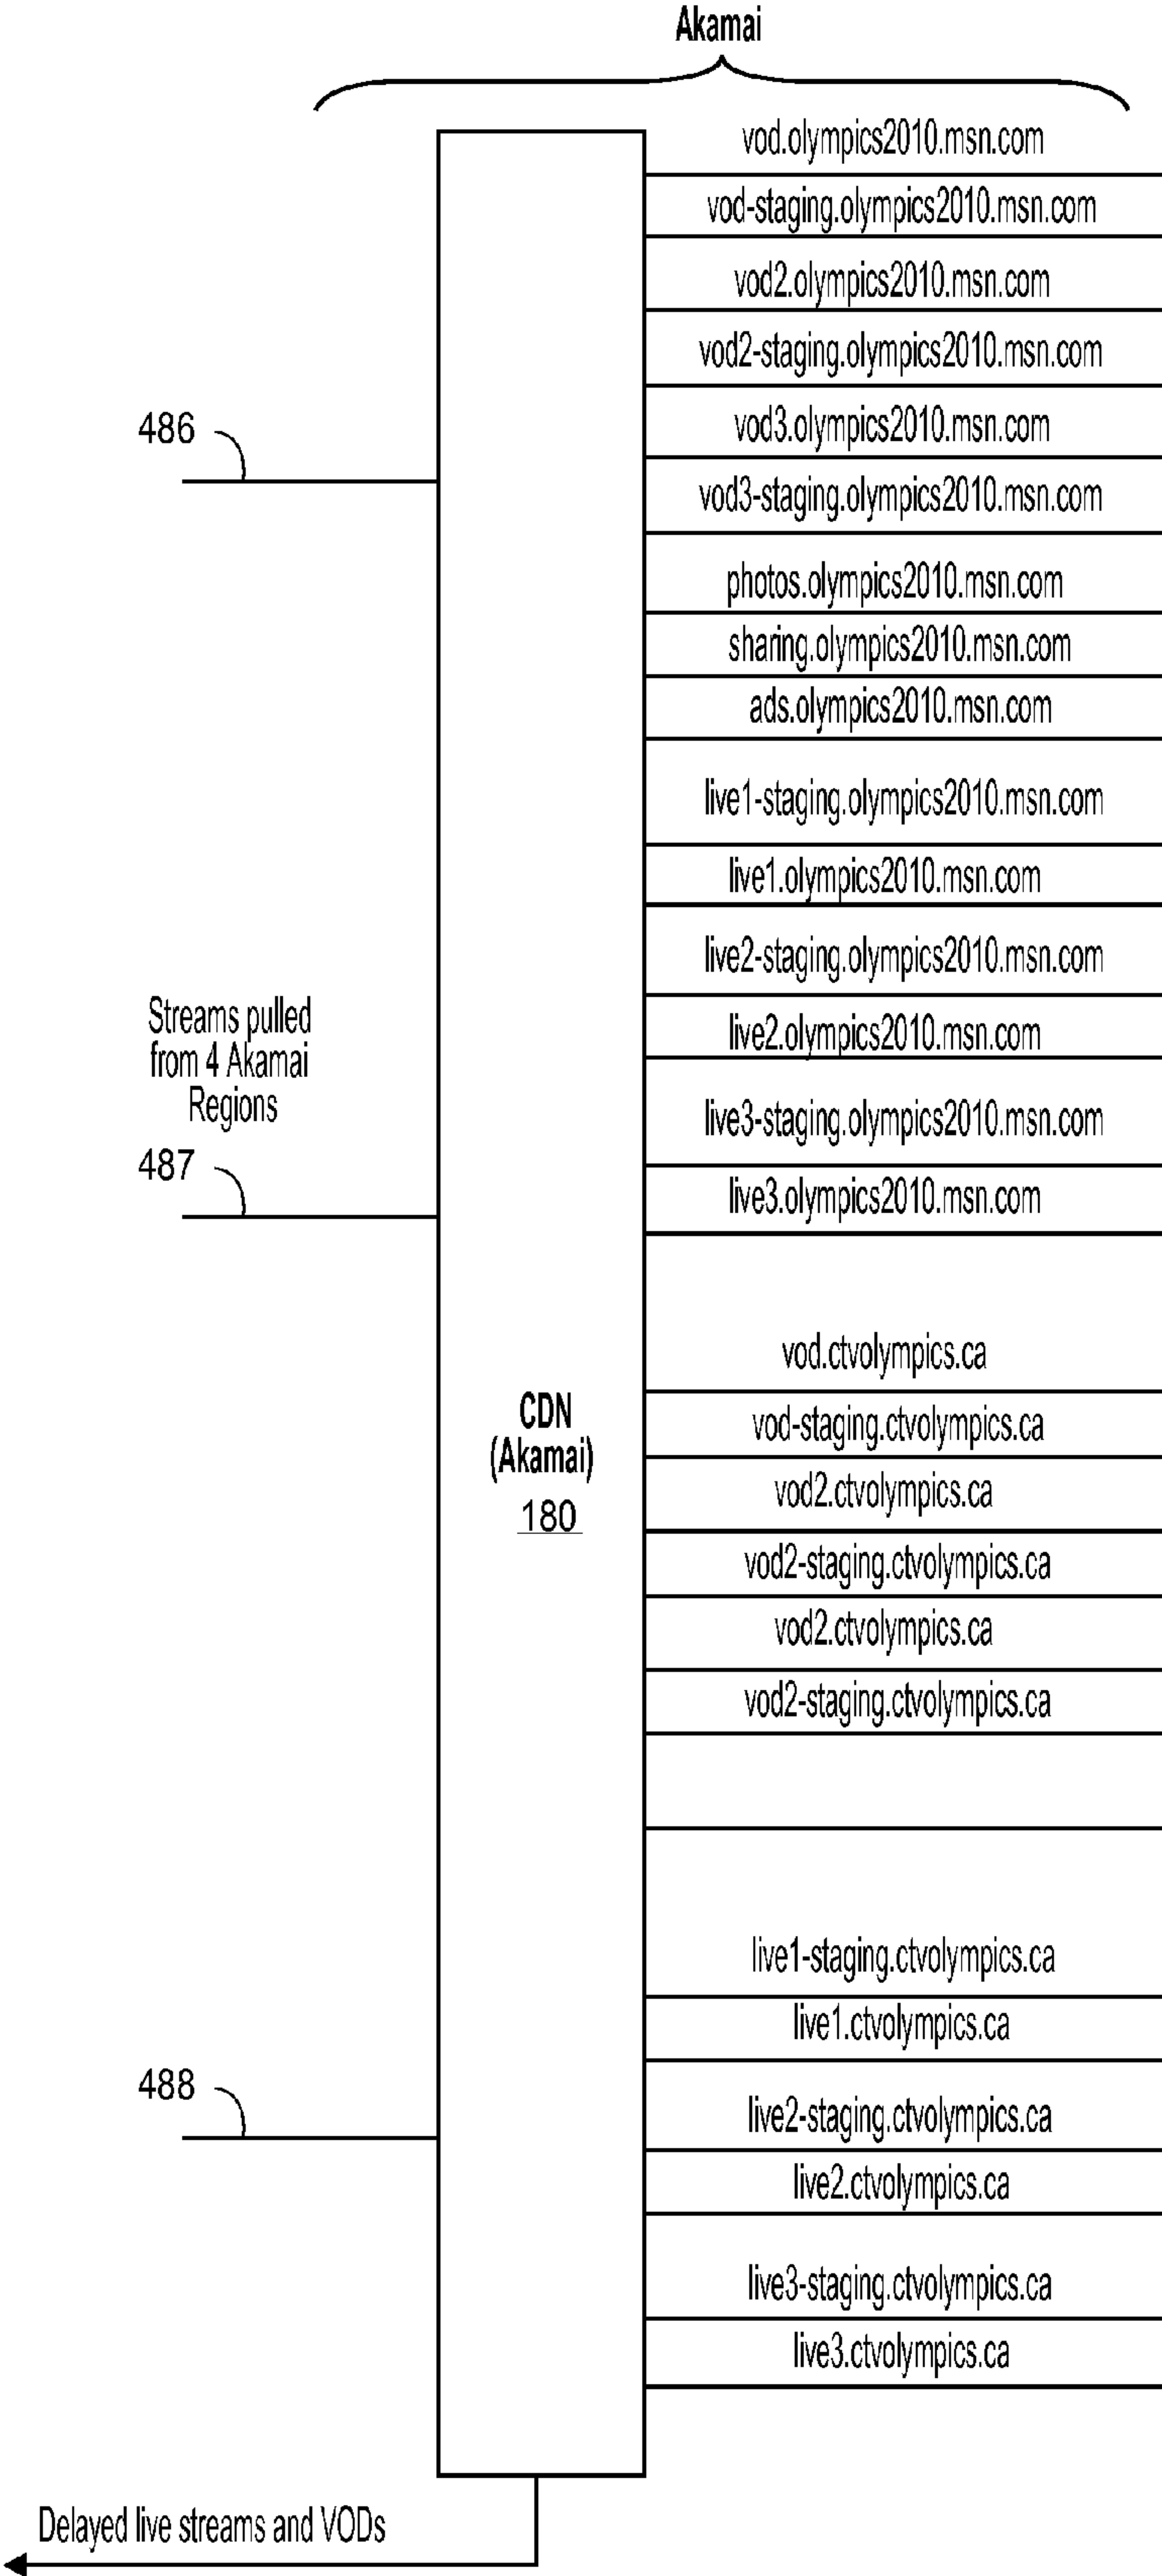 Akamai
vod.olympics2010.msn.com
vod-staging.olympics2010.msn.com
vod2.olympics2010.msn.com
vod2-staging.olympics2010.msn.com
486
vod3.olympics2010.msn.com
vod3-staging.olympics2010.msn.com
photos.olympics2010.msn.com
sharing.olympics2010.msn.com
ads.olympics2010.msn.com
live1-staging.olympics2010.msn.com
live1.olympics2010.msn.com
live2-staging.olympics2010.msn.com
live2.olympics2010.msn.com
Streams pulled
from 4 Akamai
Regions
live3-staging.olympics2010.msn.com
487
live3.olympics2010.msn.com
vod.ctvolympics.ca
CDN
(Akamai)
180
vod-staging.ctvolympics.ca
vod2.ctvolympics.ca
vod2-staging.ctvolympics.ca
vod2.ctvolympics.ca
vod2-staging.ctvolympics.ca
live1-staging.ctvolympics.ca
live1.ctvolympics.ca
488
live2-staging.ctvolympics.ca
live2.ctvolympics.ca
live3-staging.ctvolympics.ca
live3.ctvolympics.ca
Delayed live streams and VODs